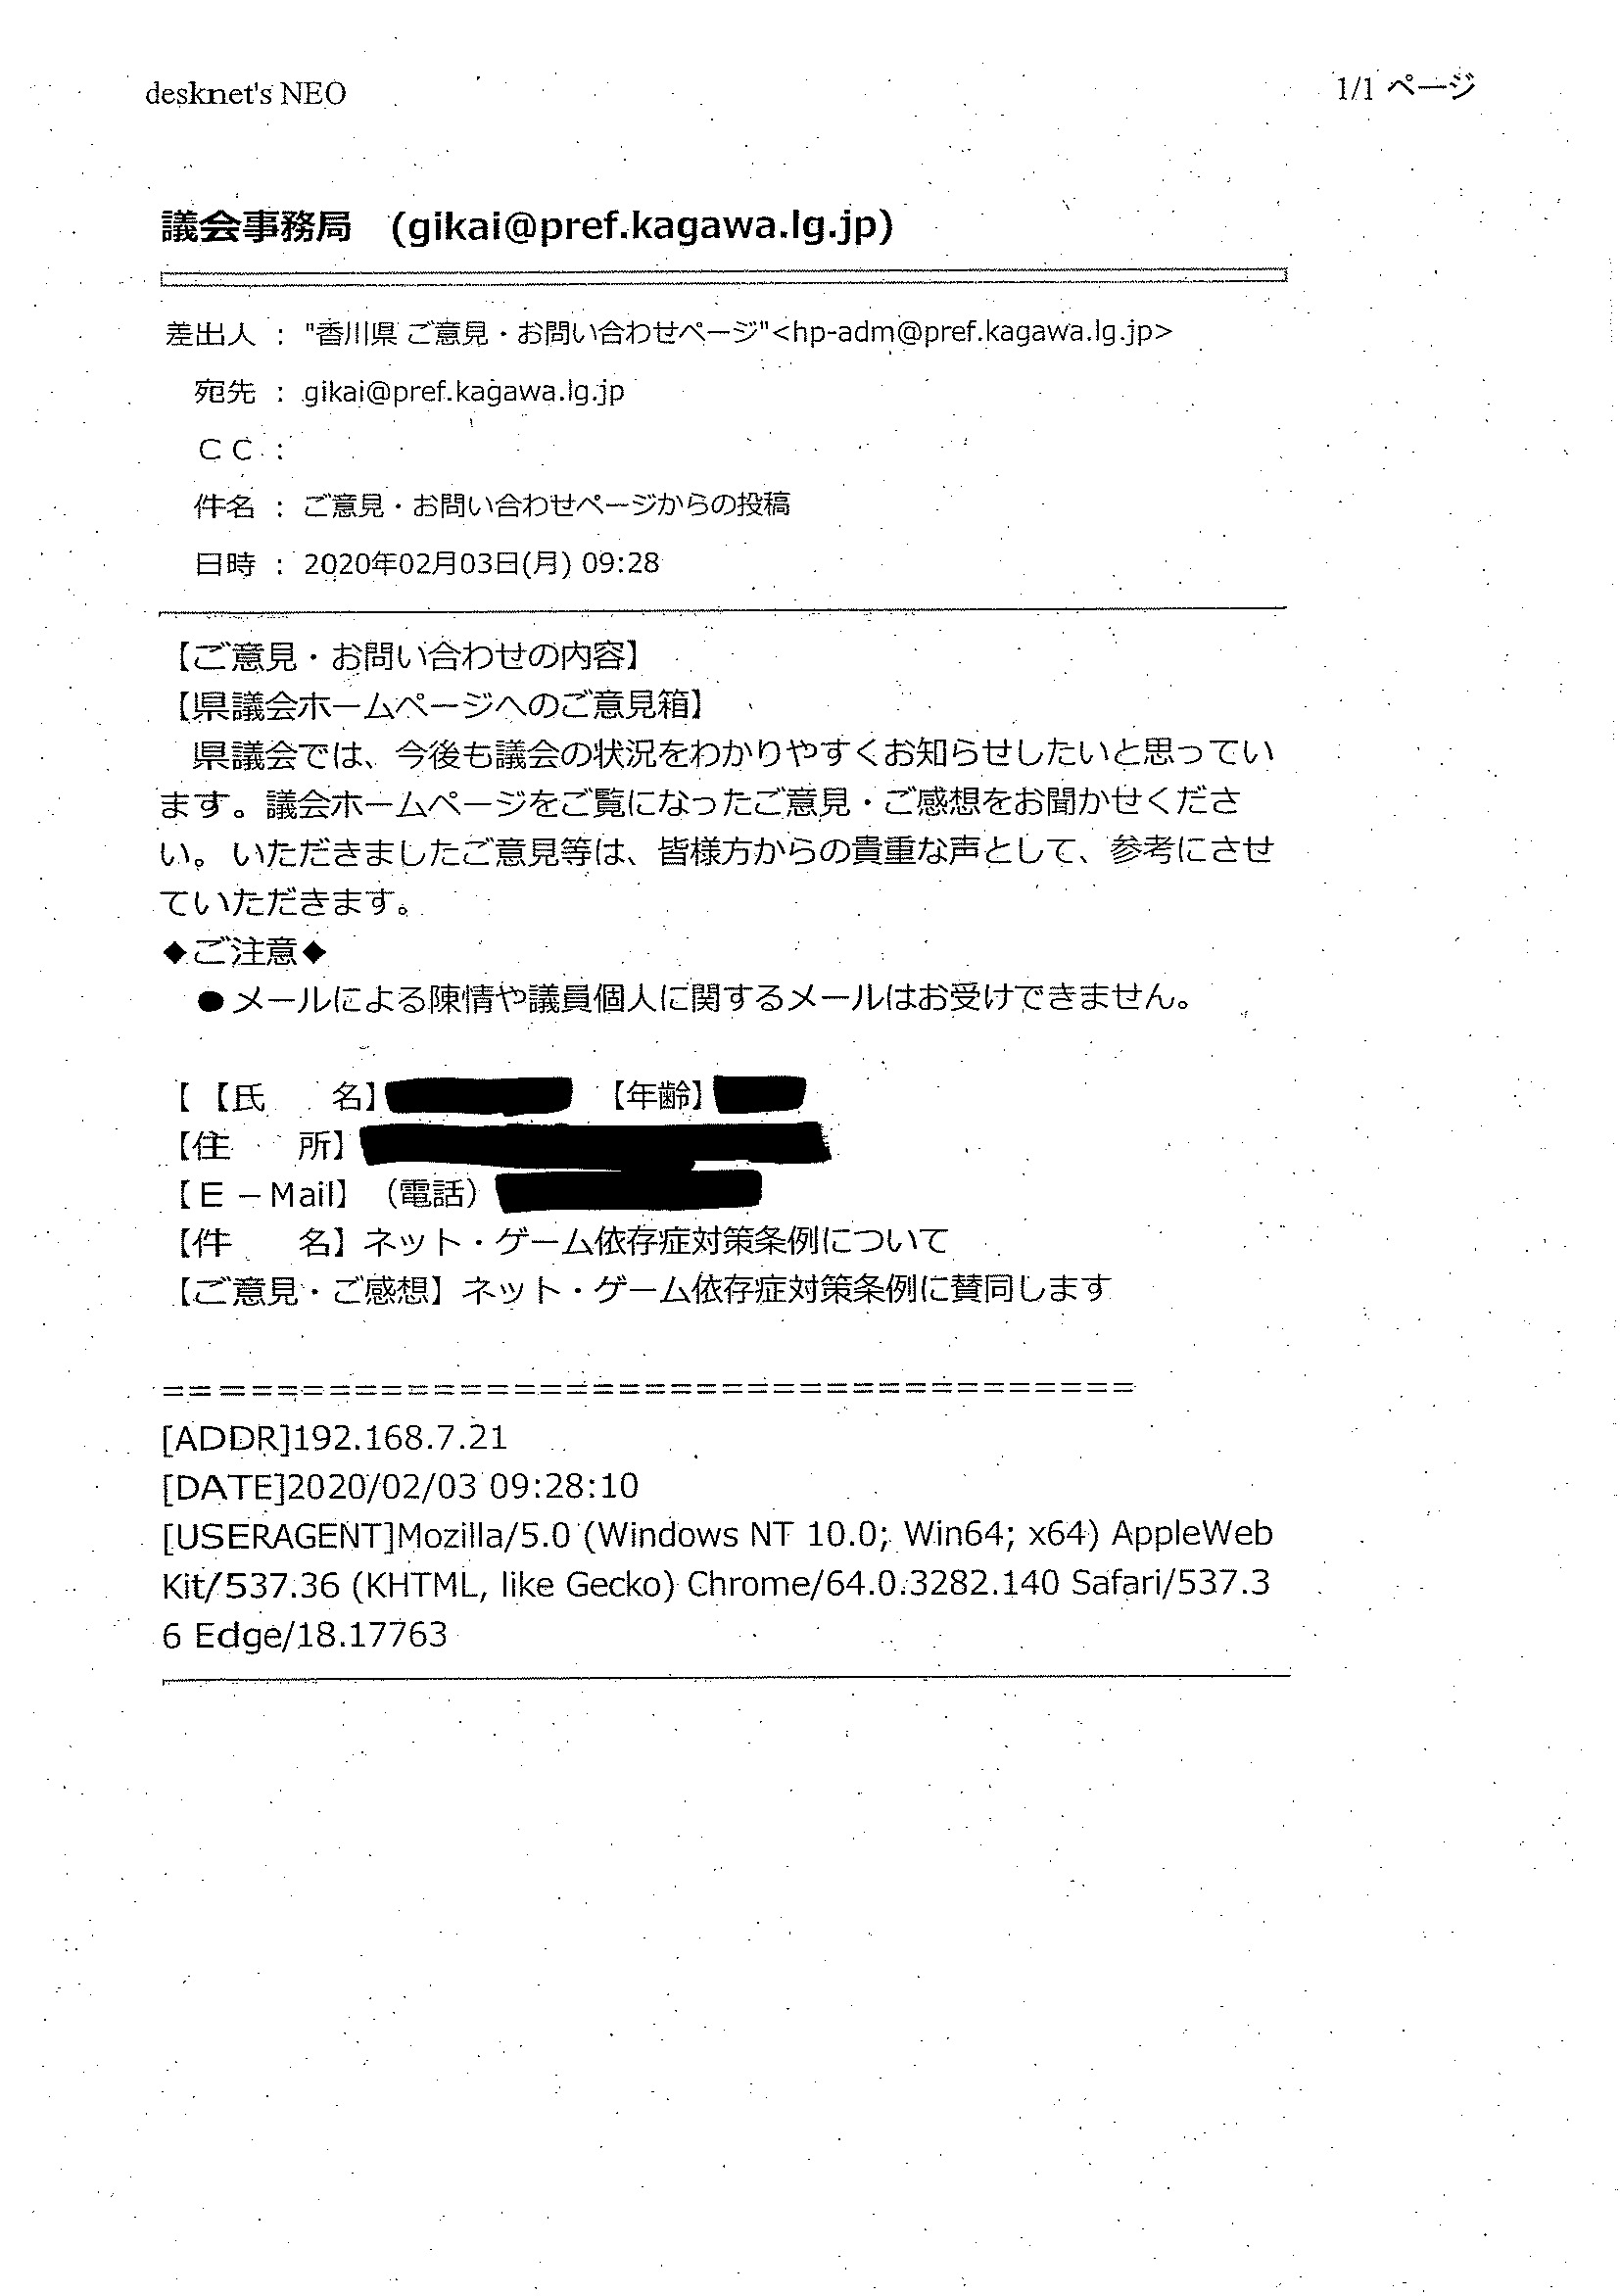 desknet's NEO
1/1 ページ
議会事務局　(gikai@pref.kagawa.lg.jp)
差出人 : "香川県 ご意見・お問い合わせページ"<hp-adm@pref.kagawa.lg.jp>
宛先 : gikai@pref.kagawa.lg.jp
ＣＣ :
件名 : ご意見・お問い合わせページからの投稿
日時 : 2020年02月03日(月) 09:28
【ご意見・お問い合わせの内容】
【県議会ホームページへのご意見箱】
　県議会では、今後も議会の状況をわかりやすくお知らせしたいと思ってい
ます。議会ホームページをご覧になったご意見・ご感想をお聞かせくださ
い。いただきましたご意見等は、皆様方からの貴重な声として、参考にさせ
ていただきます。
◆ご注意◆
　●メールによる陳情や議員個人に関するメールはお受けできません。
【【氏　　名】　【年齢】
【住　　所】
【Ｅ－Mail】（電話）
【件　　名】ネット・ゲーム依存症対策条例について
【ご意見・ご感想】ネット・ゲーム依存症対策条例に賛同します
=====================================
[ADDR]192.168.7.21
[DATE]2020/02/03 09:28:10
[USERAGENT]Mozilla/5.0 (Windows NT 10.0; Win64; x64) AppleWeb
Kit/537.36 (KHTML, like Gecko) Chrome/64.0.3282.140 Safari/537.3
6 Edge/18.17763